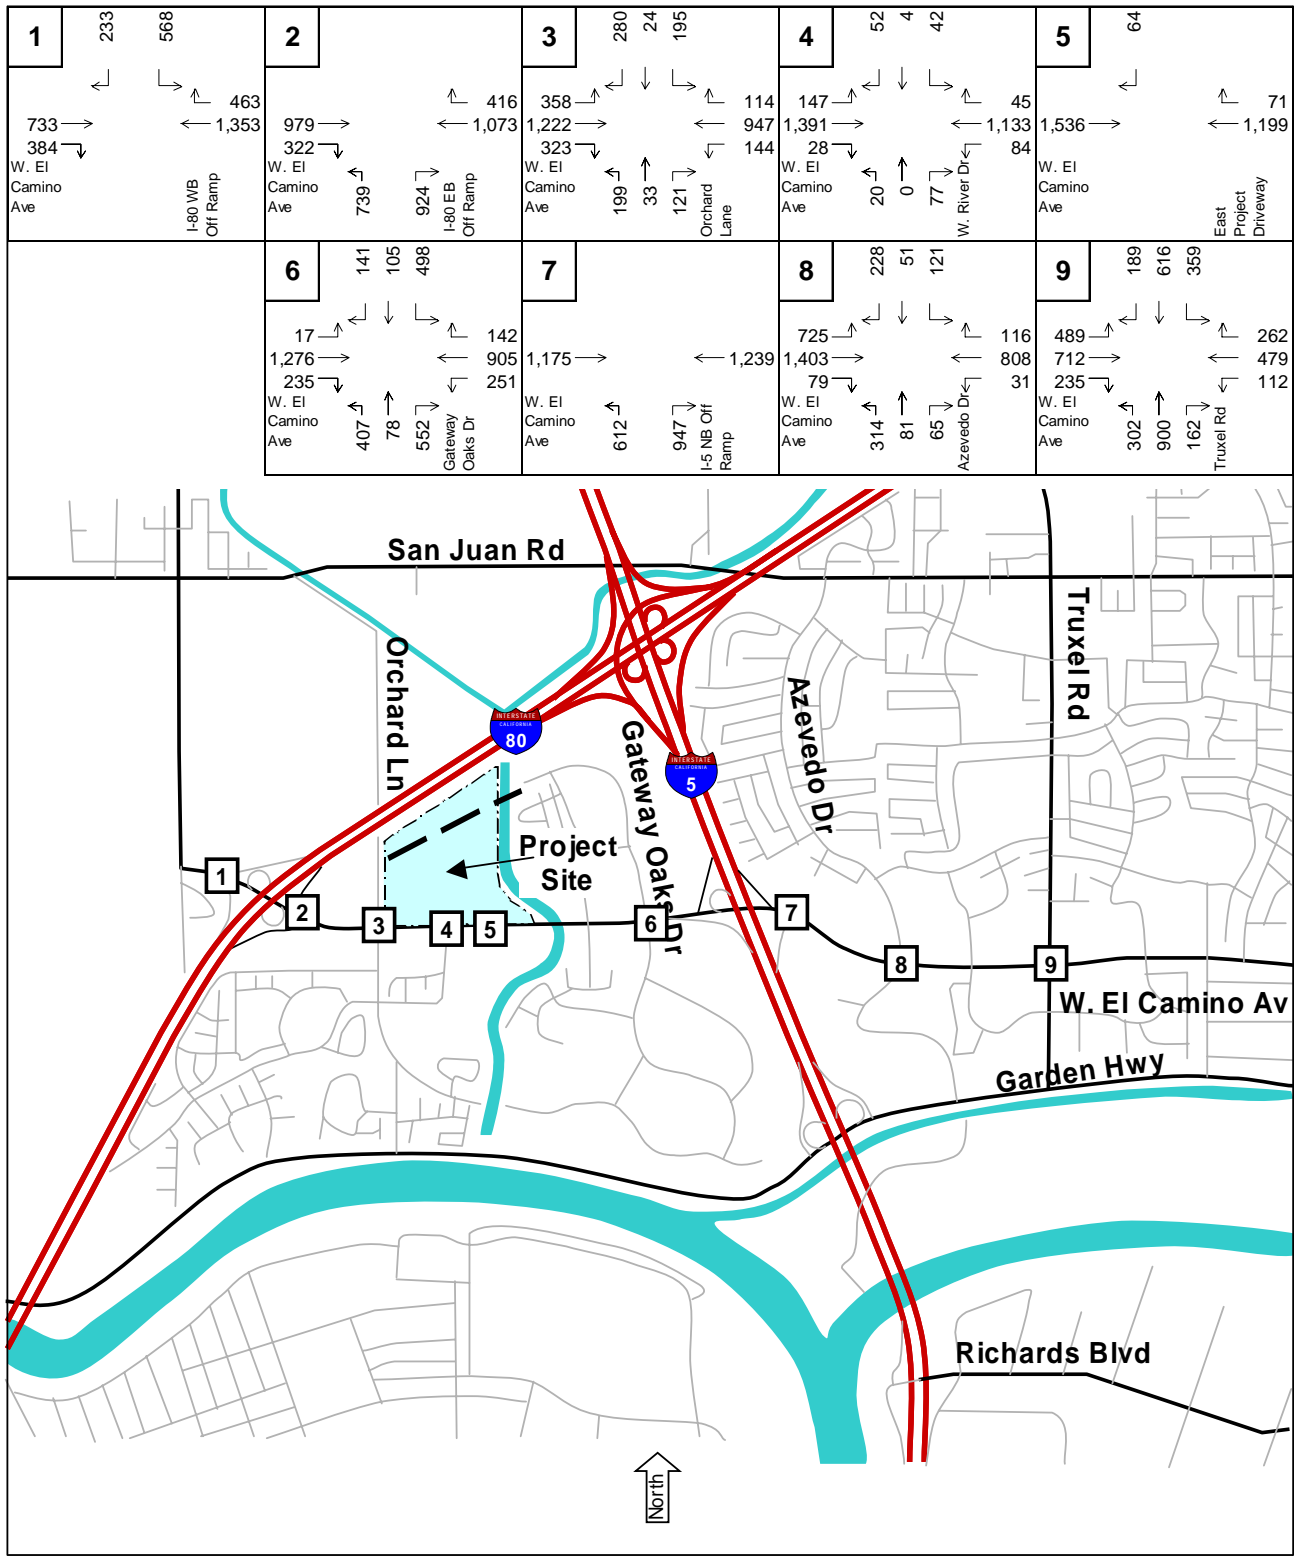 1
233
568
463
1,353
733
384
W. El
Camino
Ave
I-80 WB
Off Ramp
2
416
1,073
979
322
W. El
Camino
Ave
739
924
I-80 EB
Off Ramp
3
280
24
195
358
1,222
323
114
947
144
W. El
Camino
Ave
199
33
121
Orchard
Lane
4
52
4
42
147
1,391
28
45
1,133
84
W. El
Camino
Ave
20
0
77
W. River Dr
5
64
71
1,199
1,536
W. El
Camino
Ave
East
Project
Driveway
6
141
105
498
17
1,276
235
142
905
251
W. El
Camino
Ave
407
78
552
Gateway
Oaks Dr
7
1,175
1,239
W. El
Camino
Ave
612
947
I-5 NB Off
Ramp
8
228
51
121
725
1,403
79
116
808
31
W. El
Camino
Ave
314
81
65
Azevedo Dr
9
189
616
359
489
712
235
262
479
112
W. El
Camino
Ave
302
900
162
Truxel Rd
San Juan Rd
Orchard Ln
Truxel Rd
Azevedo Dr
Gateway Oaks Dr
INTERSTATE
CALIFORNIA
80
INTERSTATE
CALIFORNIA
5
Project
Site
1
2
3
4
5
6
7
8
9
W. El Camino Av
Garden Hwy
Richards Blvd
North